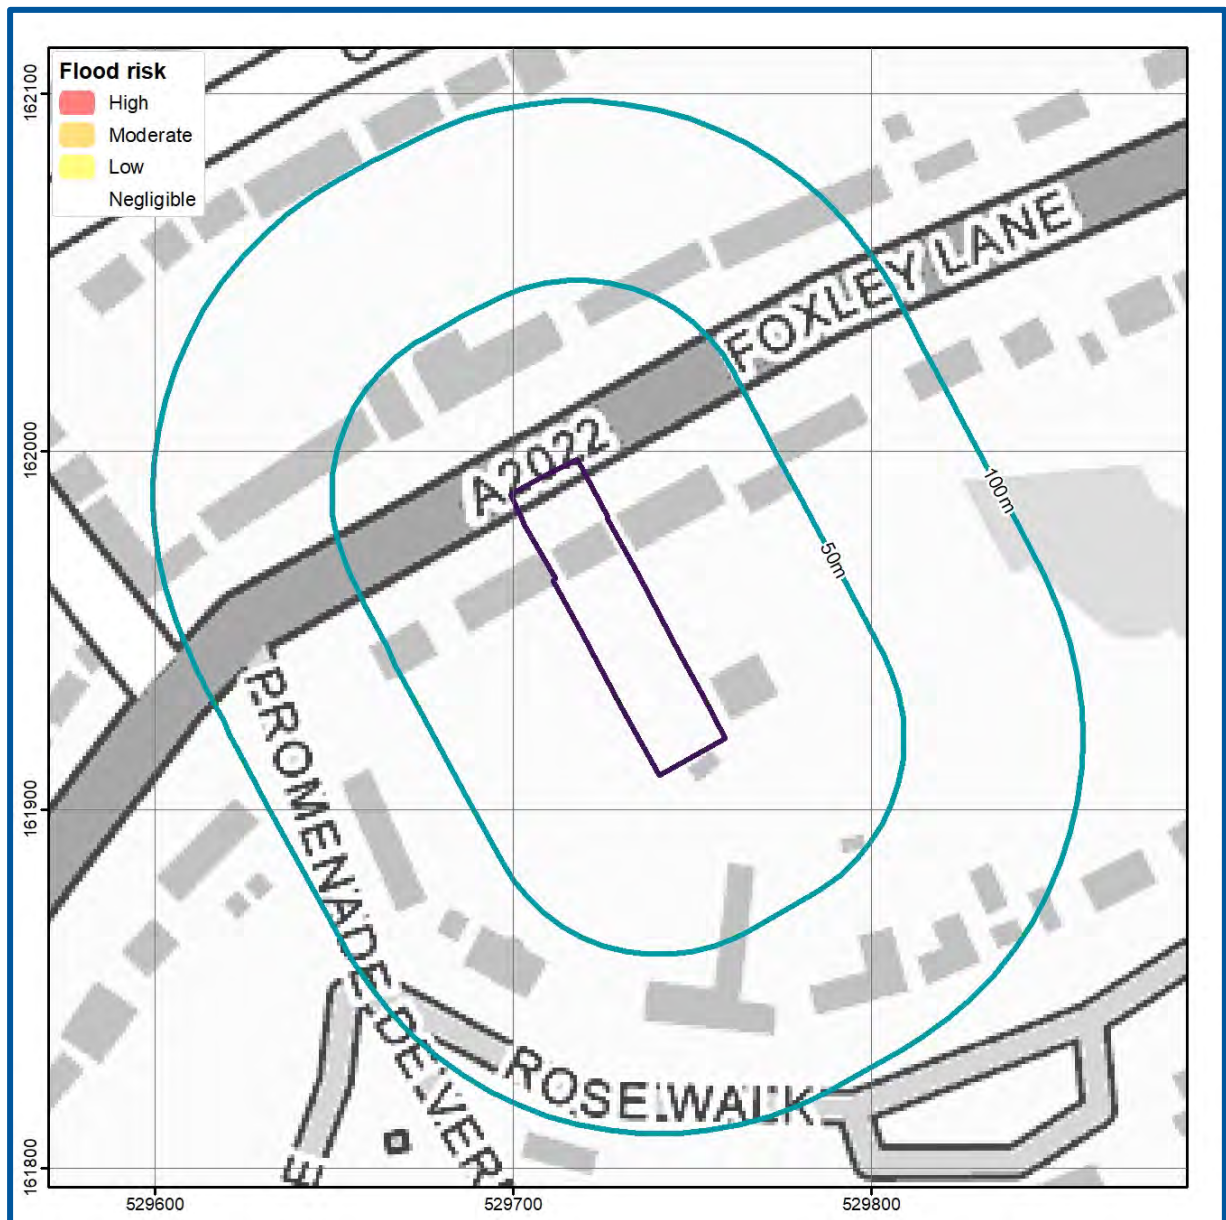 Flood risk
High
Moderate
Low
Negligible
162100
162000
161900
161800
FOXLEY LANE
A2022
100m
50m
PROMENADE DE VER
ROSE WALK
E
529600
529700
529800